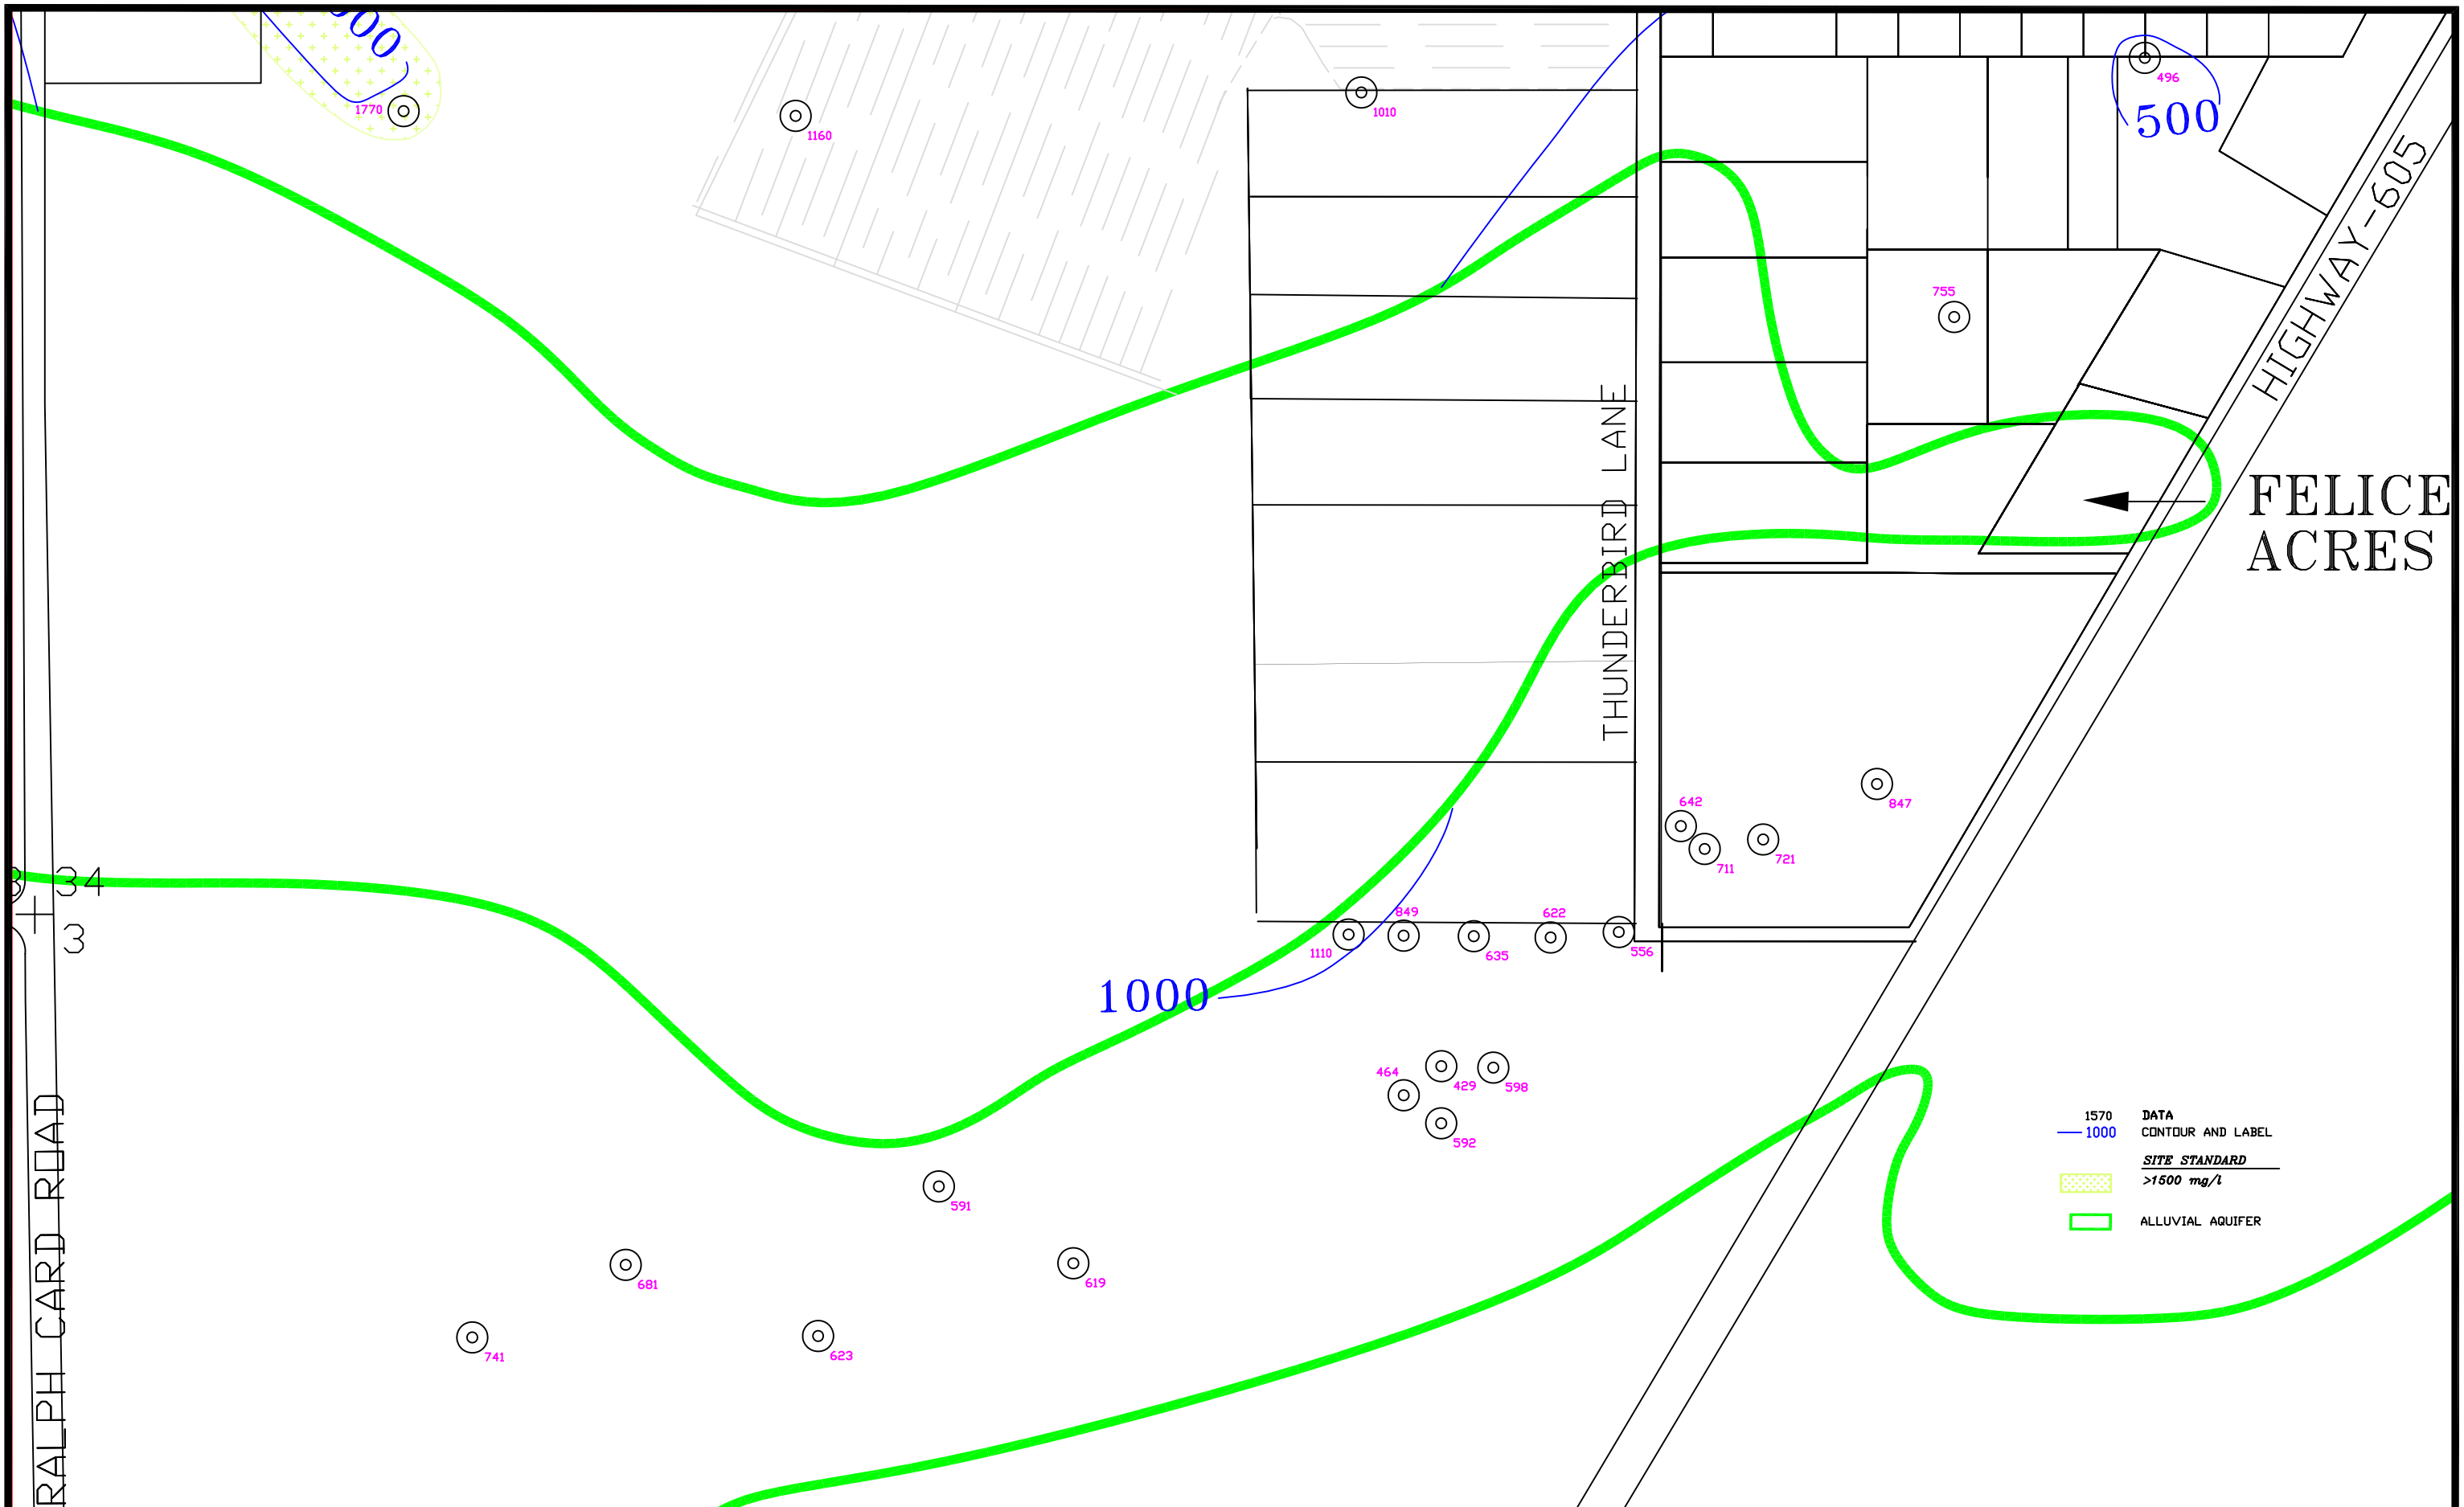 496
500
1010
1770
1160
HIGHWAY-605
755
THUNDERBIRD LANE
FELICE
ACRES
642
847
711
721
34
3
849
622
1110
635
556
1000
464
429
598
592
591
681
619
741
623
RALPH CARD ROAD
1570 DATA
1000 CONTOUR AND LABEL
SITE STANDARD
>1500 mg/l
ALLUVIAL AQUIFER